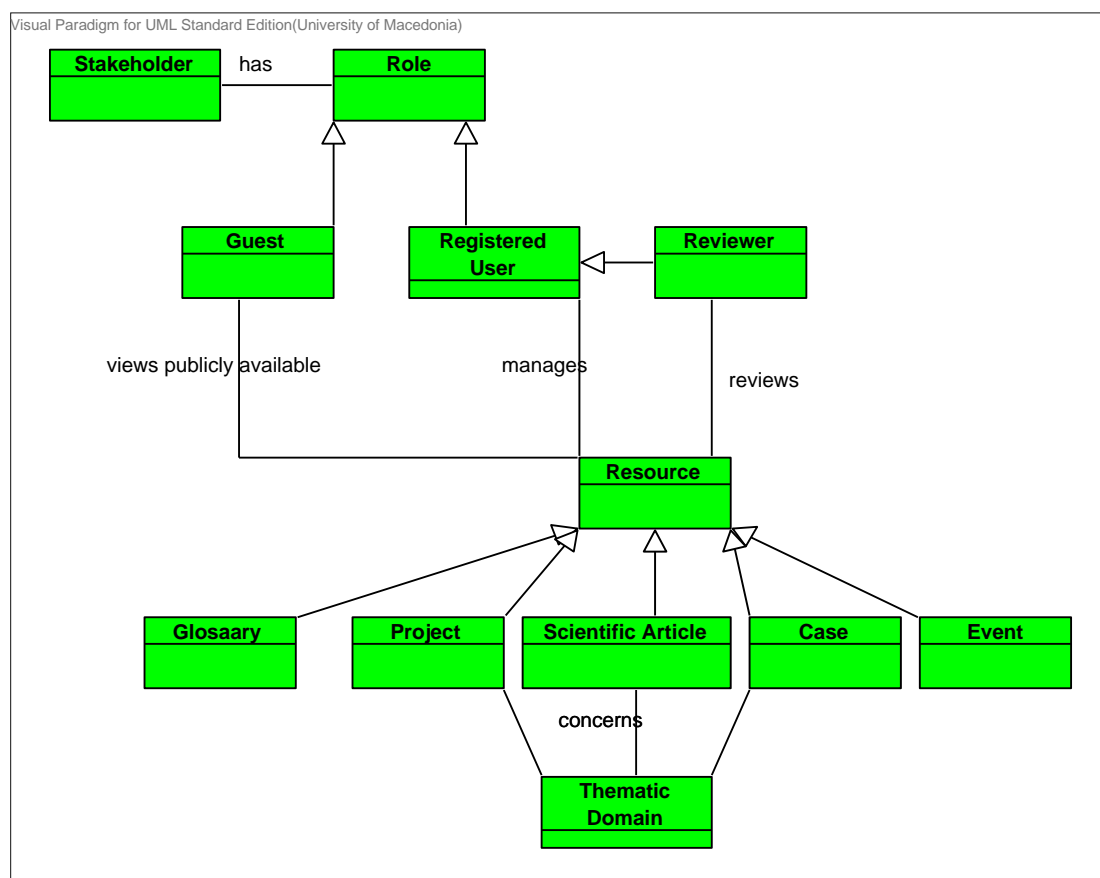 Visual Paradigm for UML Standard Edition(University of Macedonia)
Stakeholder
has
Role
Guest
Registered
User
Reviewer
views publicly available
manages
reviews
Resource
Glosaary
Project
Scientific Article
Case
Event
concerns
Thematic
Domain